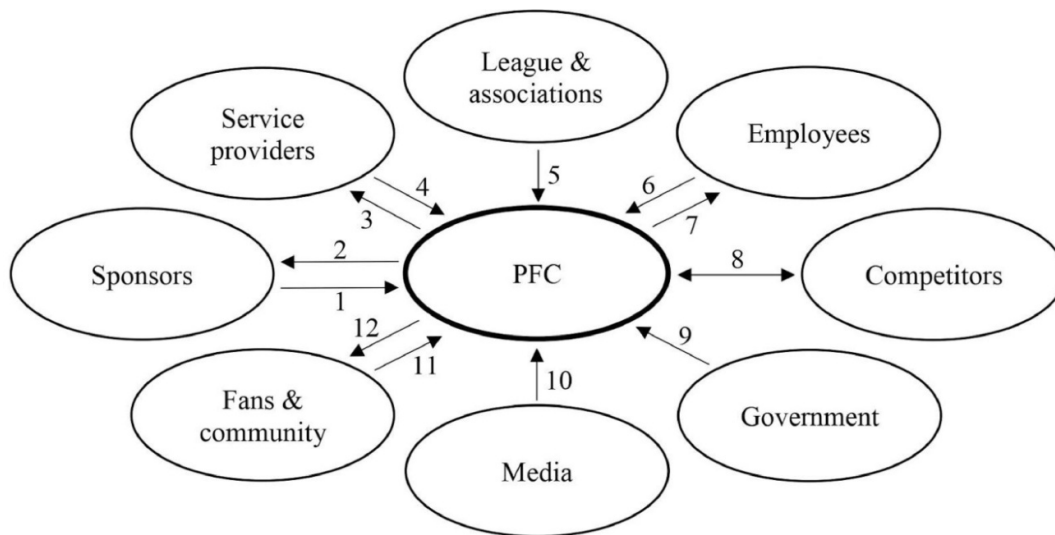 League &
associations
Service
providers
Employees
5
4
6
3
7
2
Sponsors
PFC
8
Competitors
1
12
9
11
10
Fans &
community
Government
Media